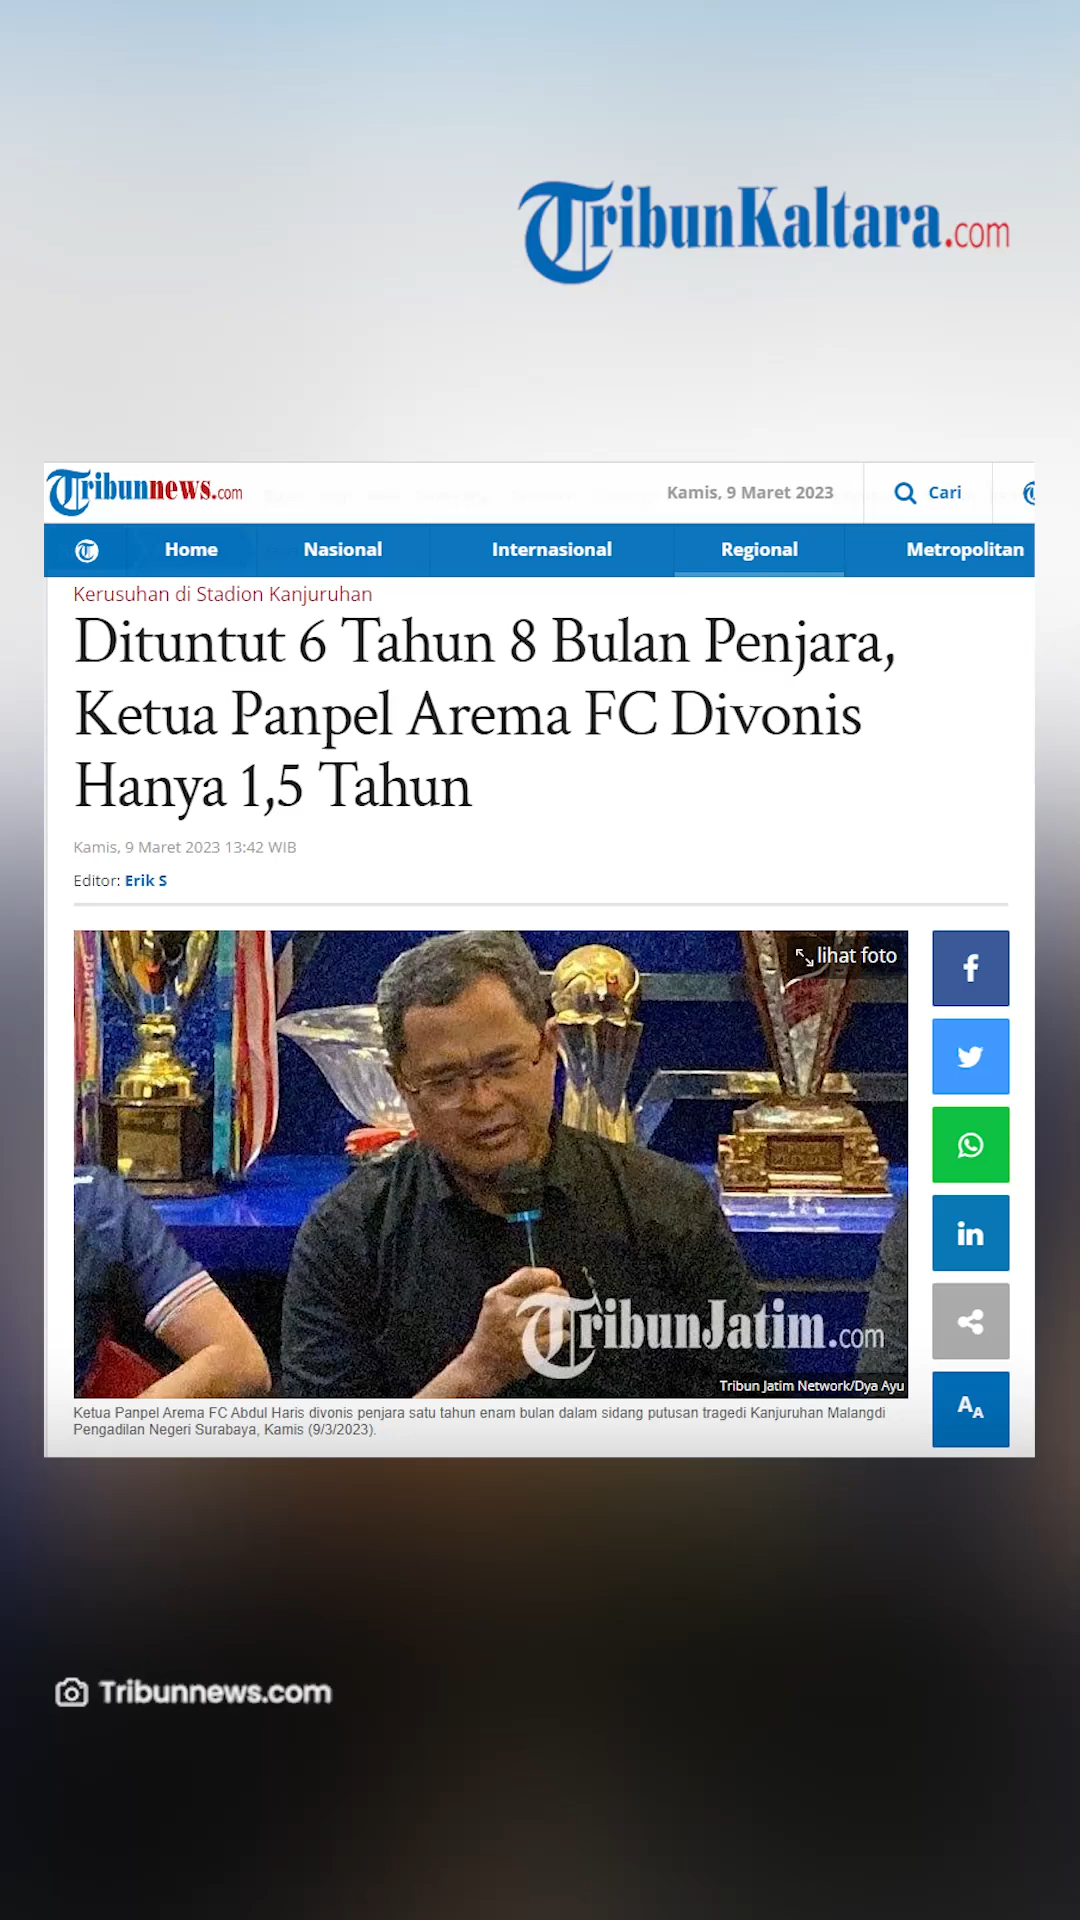 TribunKaltara.com
Tribunnews.com
Kamis, 9 Maret 2023
Cari
Home Nasional Internasional Regional Metropolitan
Kerusuhan di Stadion Kanjuruhan
Dituntut 6 Tahun 8 Bulan Penjara,
Ketua Panpel Arema FC Divonis
Hanya 1,5 Tahun
Kamis, 9 Maret 2023 13:42 WIB
Editor: Erik S
lihat foto
TribunJatim.com
Tribun Jatim Network/Dya Ayu
Ketua Panpel Arema FC Abdul Haris divonis penjara satu tahun enam bulan dalam sidang putusan tragedi Kanjuruhan Malangdi
Pengadilan Negeri Surabaya, Kamis (9/3/2023).
AA
Tribunnews.com